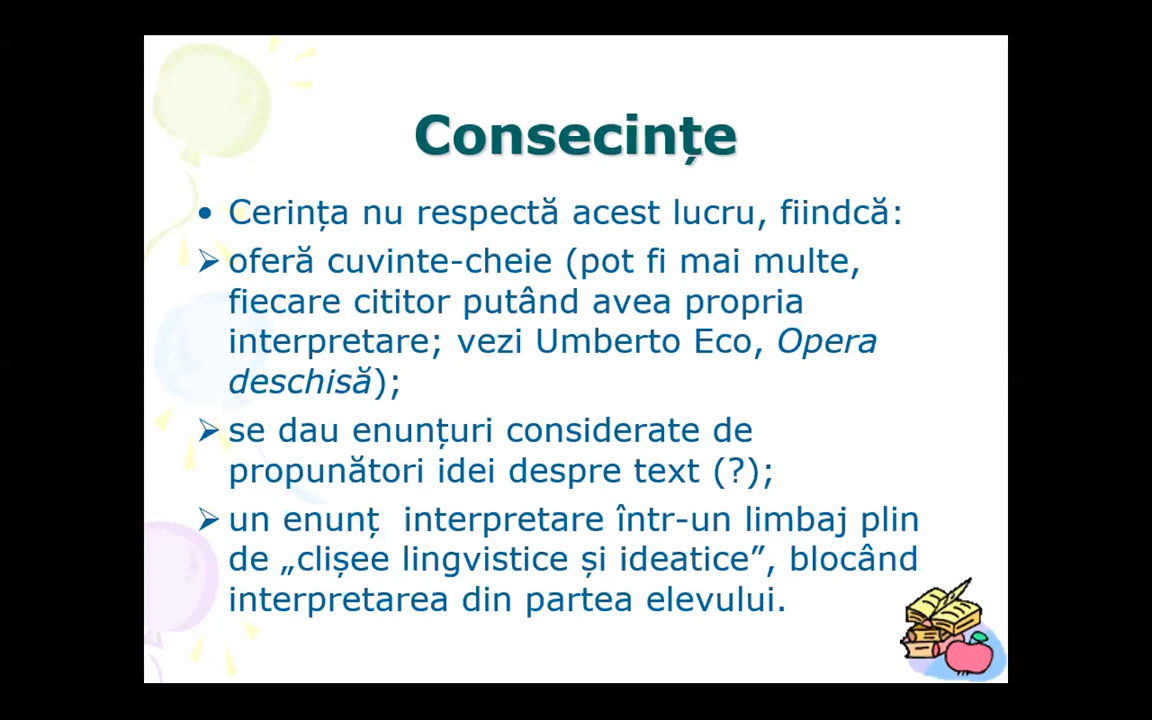 Consecințe
• Cerința nu respectă acest lucru, fiindcă:
➢ oferă cuvinte-cheie (pot fi mai multe,
fiecare cititor putând avea propria
interpretare; vezi Umberto Eco, Opera
deschisă);
➢ se dau enunțuri considerate de
propunători idei despre text (?);
➢ un enunț  interpretare într-un limbaj plin
de „clișee lingvistice și ideatice”, blocând
interpretarea din partea elevului.